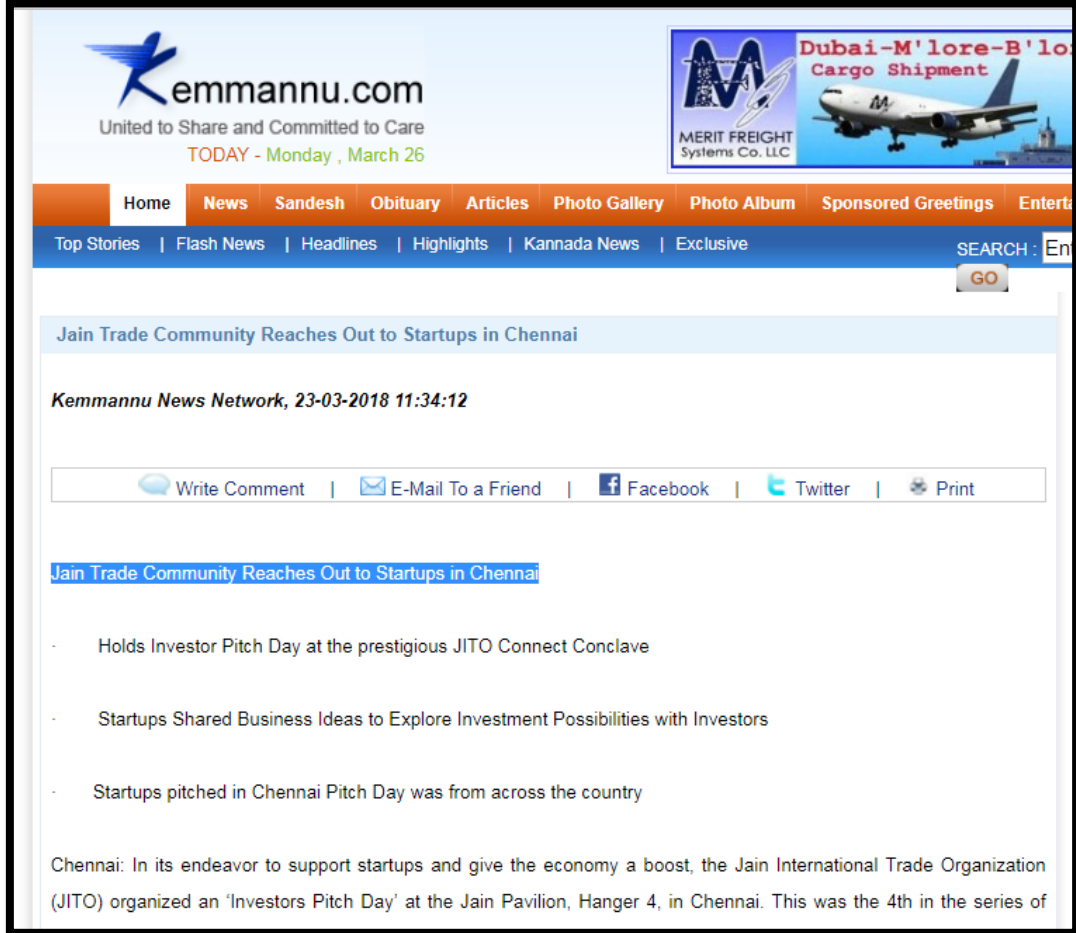 Kemmannu.com
United to Share and Committed to Care
TODAY - Monday , March 26
Dubai-M'lore-B'lo
Cargo Shipment
M
MERIT FREIGHT
Systems Co. LLC
Home News Sandesh Obituary Articles Photo Gallery Photo Album Sponsored Greetings Enterta
Top Stories | Flash News | Headlines | Highlights | Kannada News | Exclusive
SEARCH : Ent
GO
Jain Trade Community Reaches Out to Startups in Chennai
Kemmannu News Network, 23-03-2018 11:34:12
Write Comment | E-Mail To a Friend | Facebook | Twitter | Print
Jain Trade Community Reaches Out to Startups in Chennai
· Holds Investor Pitch Day at the prestigious JITO Connect Conclave
· Startups Shared Business Ideas to Explore Investment Possibilities with Investors
· Startups pitched in Chennai Pitch Day was from across the country
Chennai: In its endeavor to support startups and give the economy a boost, the Jain International Trade Organization
(JITO) organized an ‘Investors Pitch Day’ at the Jain Pavilion, Hanger 4, in Chennai. This was the 4th in the series of